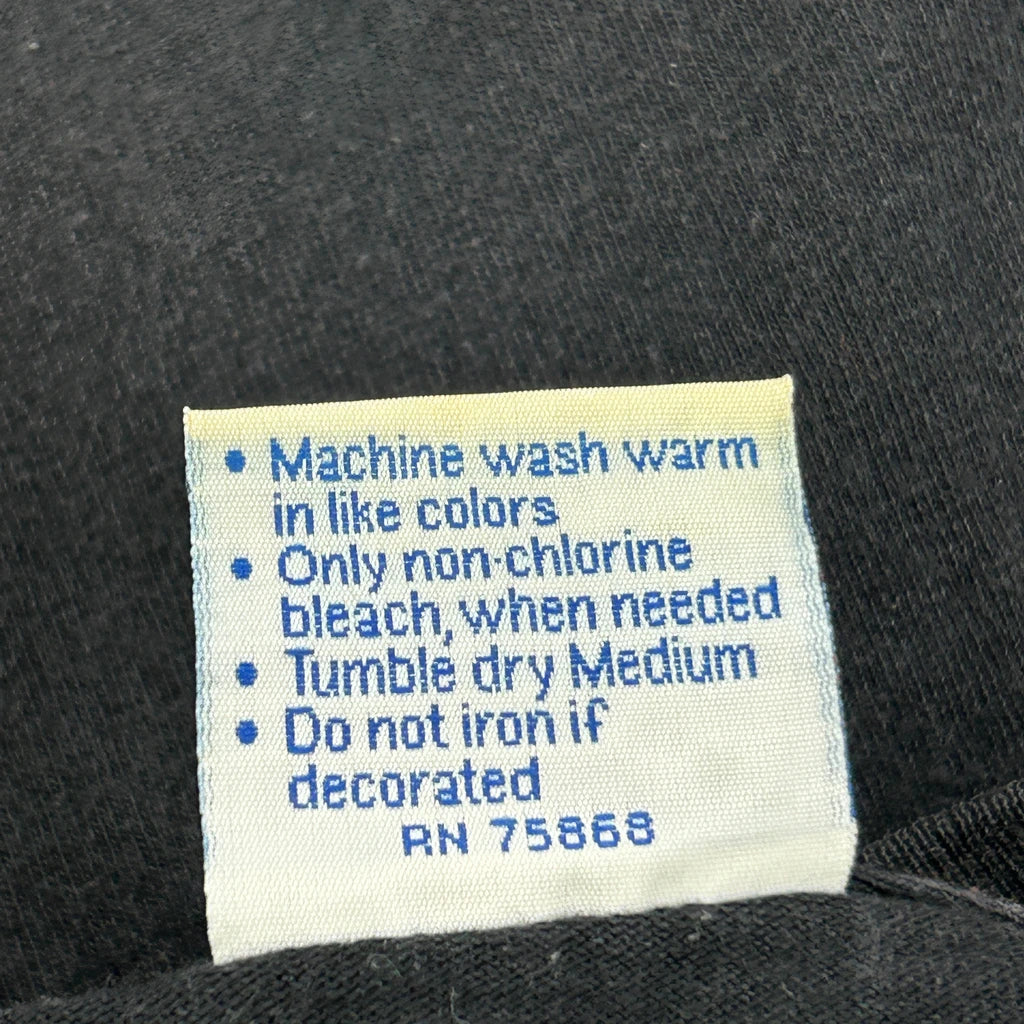 • Machine wash warm
in like colors
• Only non-chlorine
bleach, when needed
• Tumble dry Medium
• Do not iron if
decorated
RN 75868